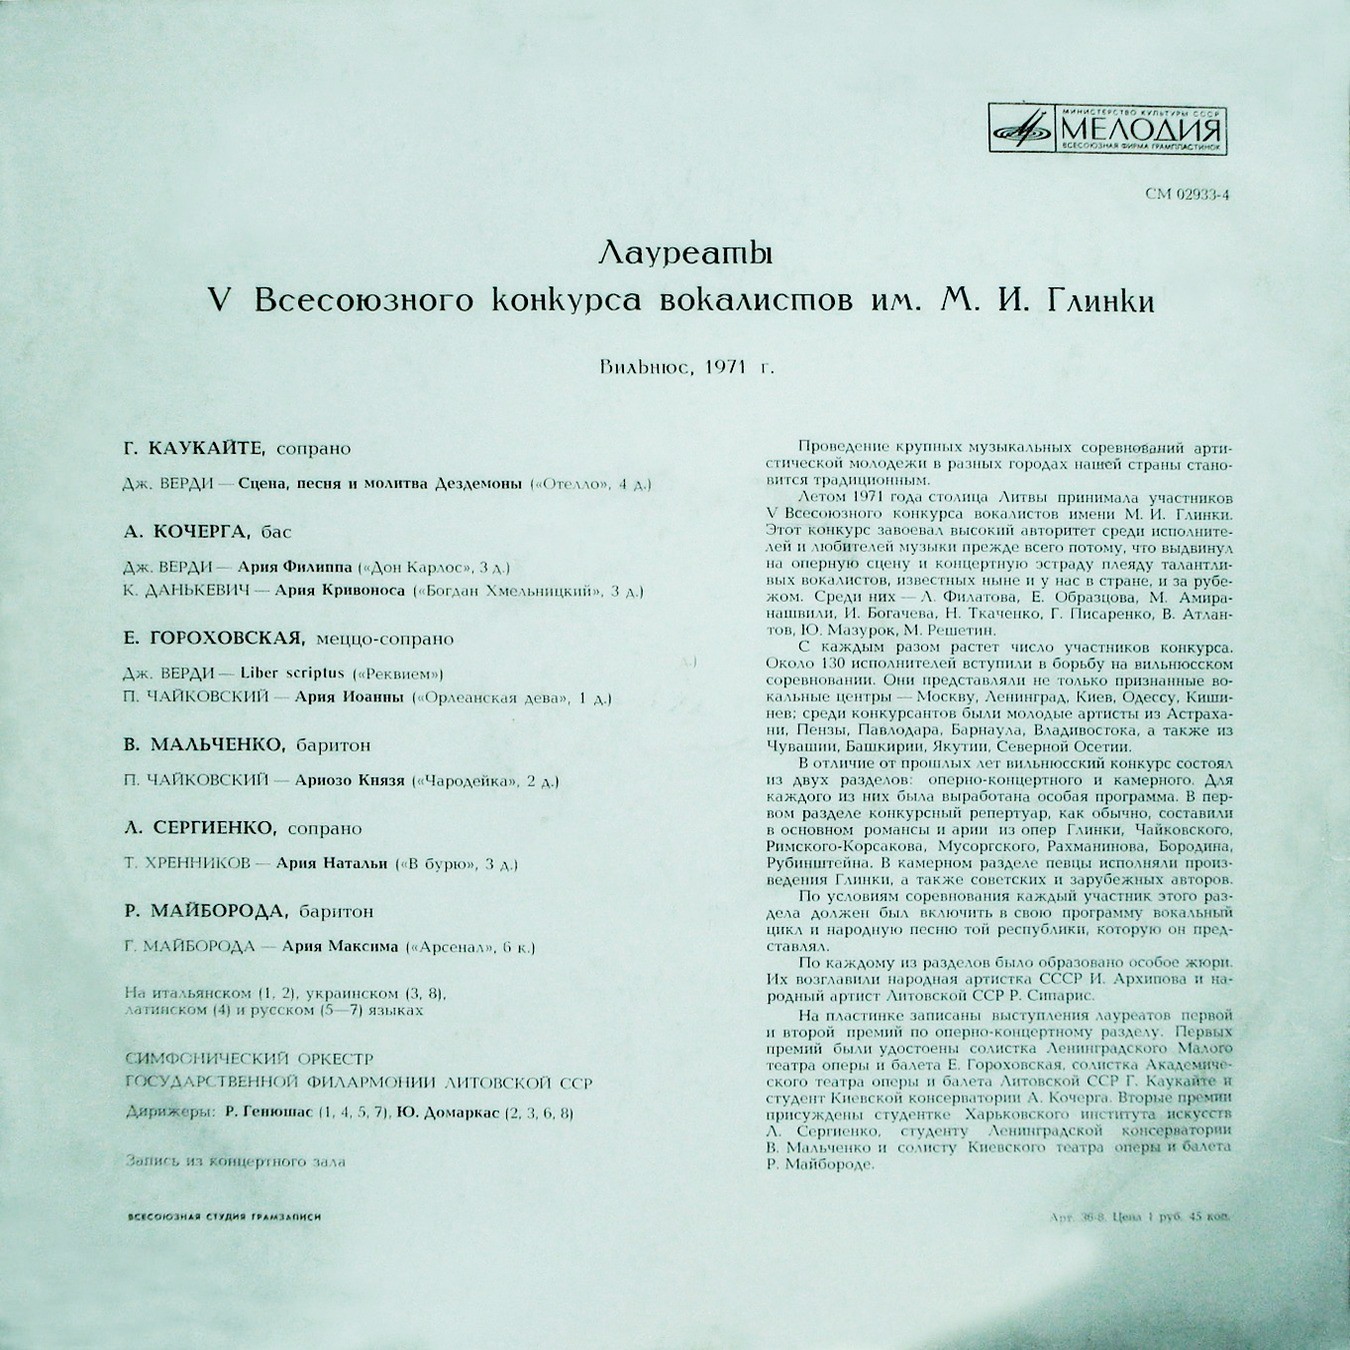 МИНИСТЕРСТВО КУЛЬТУРЫ СССР
МЕЛОДИЯ
ВСЕСОЮЗНАЯ ФИРМА ГРАМПЛАСТИНОК
СМ 02933-4
Лауреаты
V Всесоюзного конкурса вокалистов им. М. И. Глинки
Вильнюс, 1971 г.
Г. КАУКАЙТЕ, сопрано
Дж. ВЕРДИ — Сцена, песня и молитва Дездемоны («Отелло», 4 д.)
А. КОЧЕРГА, бас
Дж. ВЕРДИ — Ария Филиппа («Дон Карлос», 3 д.)
К. ДАНЬКЕВИЧ — Ария Кривоноса («Богдан Хмельницкий», 3 д.)
Е. ГОРОХОВСКАЯ, меццо-сопрано
Дж. ВЕРДИ — Liber scriptus («Реквием»)
П. ЧАЙКОВСКИЙ — Ария Иоанны («Орлеанская дева», 1 д.)
В. МАЛЬЧЕНКО, баритон
П. ЧАЙКОВСКИЙ — Ариозо Князя («Чародейка», 2 д.)
Л. СЕРГИЕНКО, сопрано
Т. ХРЕННИКОВ — Ария Натальи («В бурю», 3 д.)
Р. МАЙБОРОДА, баритон
Г. МАЙБОРОДА — Ария Максима («Арсенал», 6 к.)
На итальянском (1, 2), украинском (3, 8),
латинском (4) и русском (5—7) языках
СИМФОНИЧЕСКИЙ ОРКЕСТР
ГОСУДАРСТВЕННОЙ ФИЛАРМОНИИ ЛИТОВСКОЙ ССР
Дирижеры: Р. Генюшас (1, 4, 5, 7), Ю. Домаркас (2, 3, 6, 8)
Запись из концертного зала
ВСЕСОЮЗНАЯ СТУДИЯ ГРАМЗАПИСИ
Проведение крупных музыкальных соревнований арти-
стической молодежи в разных городах нашей страны стано-
вится традиционным.
Летом 1971 года столица Литвы принимала участников
V Всесоюзного конкурса вокалистов имени М. И. Глинки.
Этот конкурс завоевал высокий авторитет среди исполните-
лей и любителей музыки прежде всего потому, что выдвинул
на оперную сцену и концертную эстраду плеяду талантли-
вых вокалистов, известных ныне и у нас в стране, и за рубе-
жом. Среди них — Л. Филатова, Е. Образцова, М. Амира-
нашвили, И. Богачева, Н. Ткаченко, Г. Писаренко, В. Атлан-
тов, Ю. Мазурок, М. Решетин.
С каждым разом растет число участников конкурса.
Около 130 исполнителей вступили в борьбу на вильнюсском
соревновании. Они представляли не только признанные во-
кальные центры — Москву, Ленинград, Киев, Одессу, Киши-
нев; среди конкурсантов были молодые артисты из Астраха-
ни, Пензы, Павлодара, Барнаула, Владивостока, а также из
Чувашии, Башкирии, Якутии, Северной Осетии.
В отличие от прошлых лет вильнюсский конкурс состоял
из двух разделов: оперно-концертного и камерного. Для
каждого из них была выработана особая программа. В пер-
вом разделе конкурсный репертуар, как обычно, составили
в основном романсы и арии из опер Глинки, Чайковского,
Римского-Корсакова, Мусоргского, Рахманинова, Бородина,
Рубинштейна. В камерном разделе певцы исполняли произ-
ведения Глинки, а также советских и зарубежных авторов.
По условиям соревнования каждый участник этого раз-
дела должен был включить в свою программу вокальный
цикл и народную песню той республики, которую он пред-
ставлял.
По каждому из разделов было образовано особое жюри.
Их возглавили народная артистка СССР И. Архипова и на-
родный артист Литовской ССР Р. Сипарис.
На пластинке записаны выступления лауреатов первой
и второй премий по оперно-концертному разделу. Первых
премий были удостоены солистка Ленинградского Малого
театра оперы и балета Е. Гороховская, солистка Академиче-
ского театра оперы и балета Литовской ССР Г. Каукайте и
студент Киевской консерватории А. Кочерга. Вторые премии
присуждены студентке Харьковского института искусств
Л. Сергиенко, студенту Ленинградской консерватории
В. Мальченко и солисту Киевского театра оперы и балета
Р. Майбороде.
Арт. 36-8. Цена 1 руб. 45 коп.